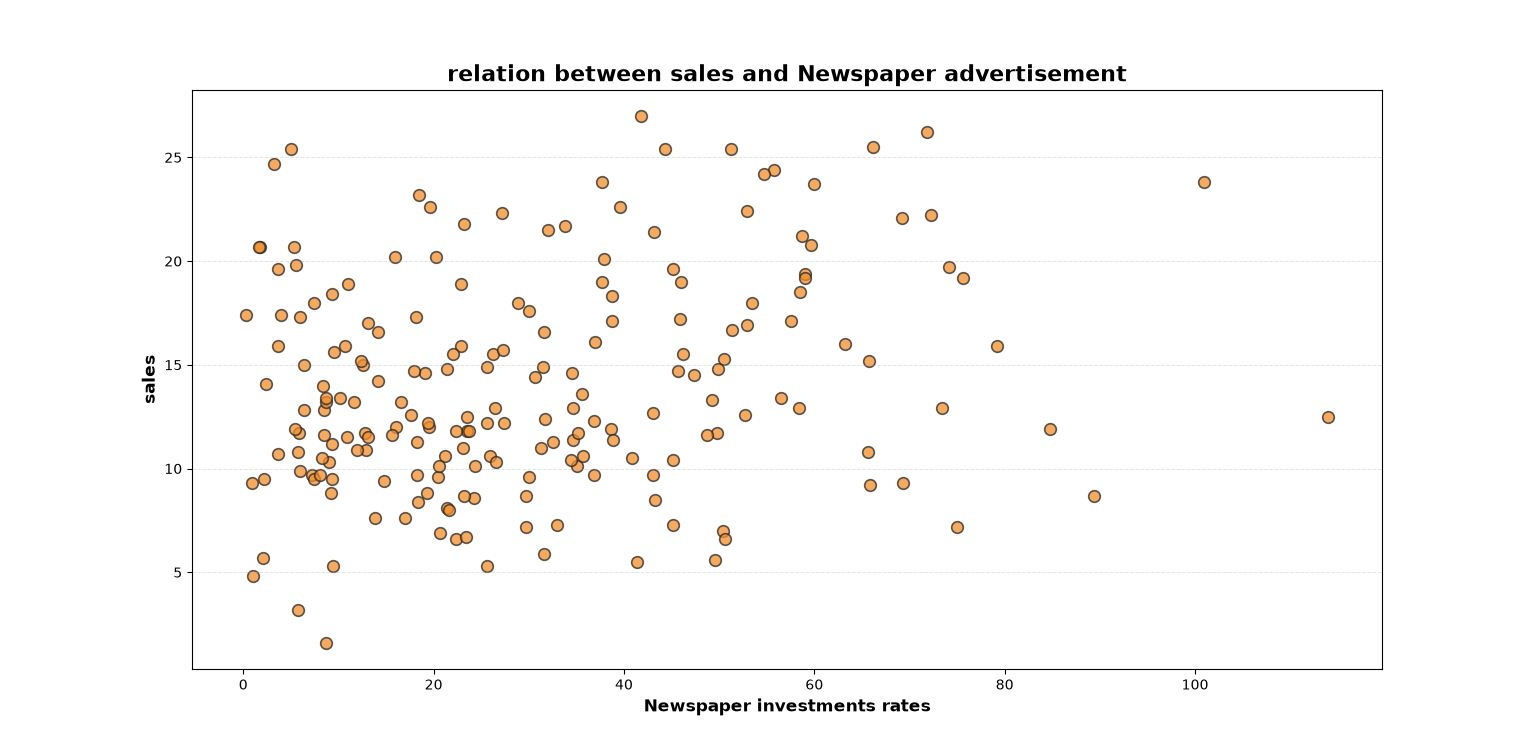 relation between sales and Newspaper advertisement
sales
25
20
15
10
5
0 20 40 60 80 100
Newspaper investments rates